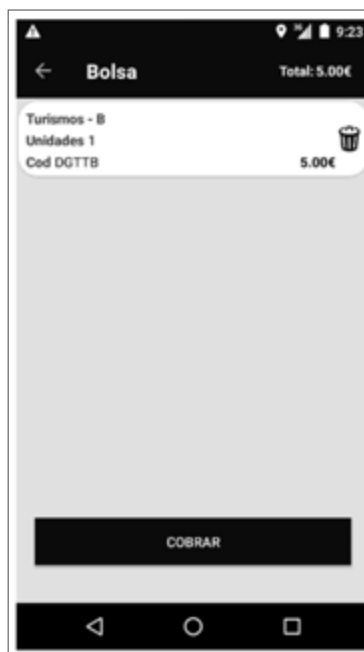 9:23
Bolsa
Total: 5.00€
Turismos - B
Unidades 1
Cod DGTTB
5.00€
COBRAR